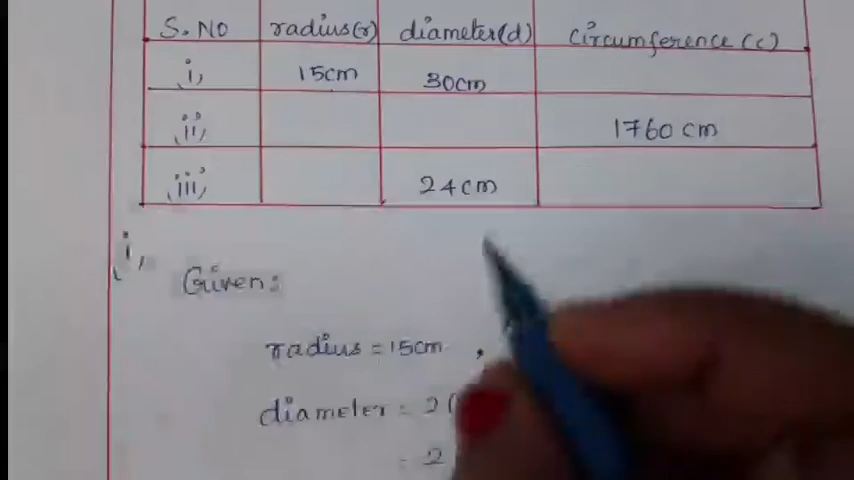 S.No radius(r) diameter(d) circumference (c)
i, 15cm 30cm
ii, 1760 cm
iii, 24cm
i,
Given:
radius = 15cm,
diameter = 2(
= 2